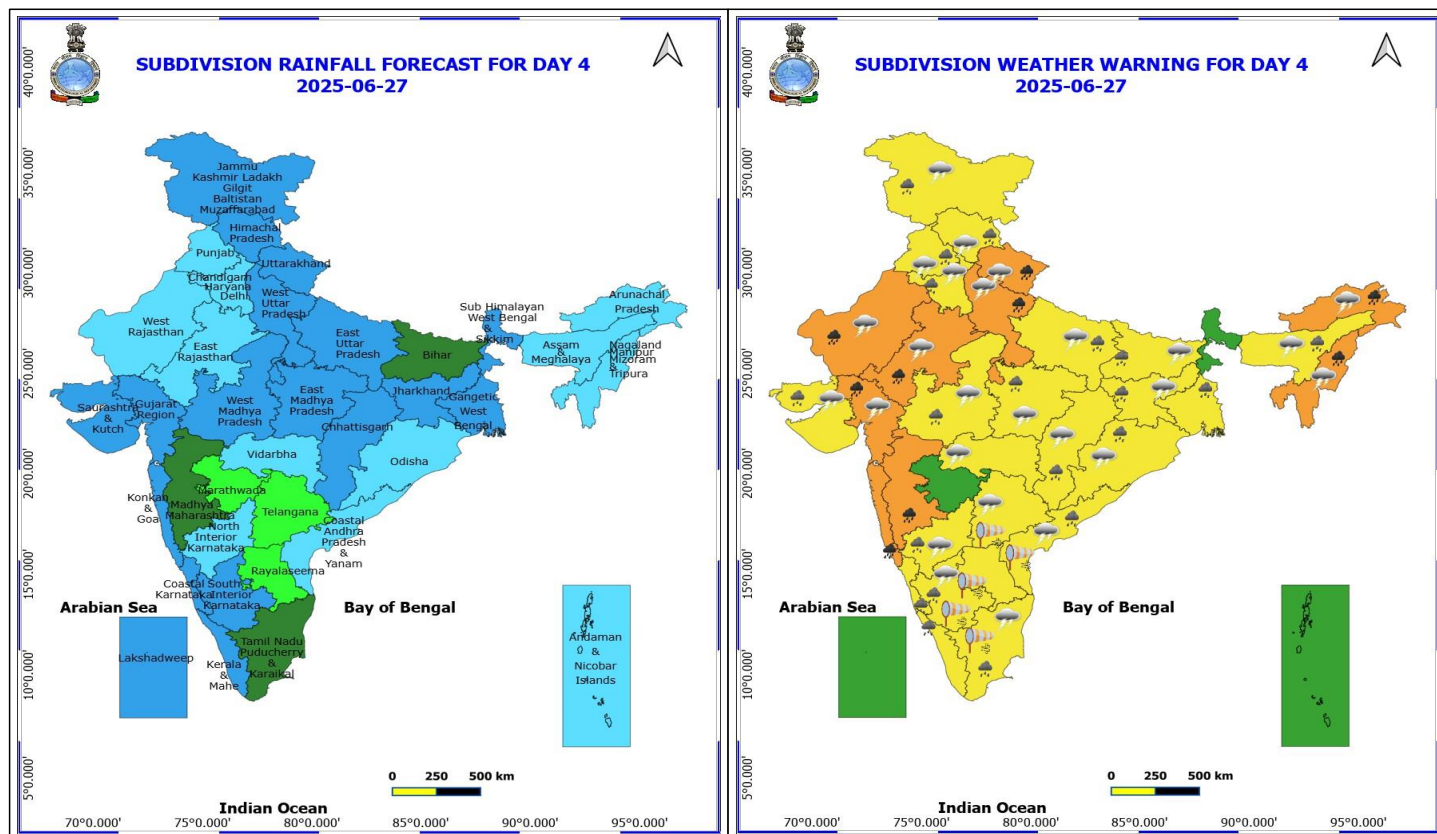 SUBDIVISION RAINFALL FORECAST FOR DAY 4
2025-06-27
40°0.000'
35°0.000'
30°0.000'
25°0.000'
20°0.000'
15°0.000'
10°0.000'
5°0.000'
Jammu
Kashmir Ladakh
Gilgit
Baltistan
Muzaffarabad
Himachal
Pradesh
Punjab
Uttarakhand
Chandigarh
Haryana
Delhi
West
Uttar
Pradesh
West
Rajasthan
East
Rajasthan
East
Uttar
Pradesh
Bihar
Sub Himalayan
West Bengal
&
Sikkim
Arunachal
Pradesh
Assam
&
Meghalaya
Nagaland
Manipur
Mizoram
&
Tripura
Saurashtra
&
Kutch
Gujarat
Region
West
Madhya
Pradesh
East
Madhya
Pradesh
Jharkhand
Gangetic
West
Bengal
Chhattisgarh
Vidarbha
Odisha
Konkan
&
Goa
Madhya
Maharashtra
Marathwada
Telangana
North
Interior
Karnataka
Coastal
Andhra
Pradesh
&
Yanam
Rayalaseema
Coastal
Karnataka
South
Interior
Karnataka
Arabian Sea
Bay of Bengal
Lakshadweep
Kerala
&
Mahe
Tamil Nadu
Puducherry
&
Karaikal
Andaman
&
Nicobar
Islands
0 250 500 km
Indian Ocean
70°0.000' 75°0.000' 80°0.000' 85°0.000' 90°0.000' 95°0.000'
SUBDIVISION WEATHER WARNING FOR DAY 4
2025-06-27
40°0.000'
35°0.000'
30°0.000'
25°0.000'
20°0.000'
15°0.000'
10°0.000'
5°0.000'
Arabian Sea
Bay of Bengal
0 250 500 km
Indian Ocean
70°0.000' 75°0.000' 80°0.000' 85°0.000' 90°0.000' 95°0.000'